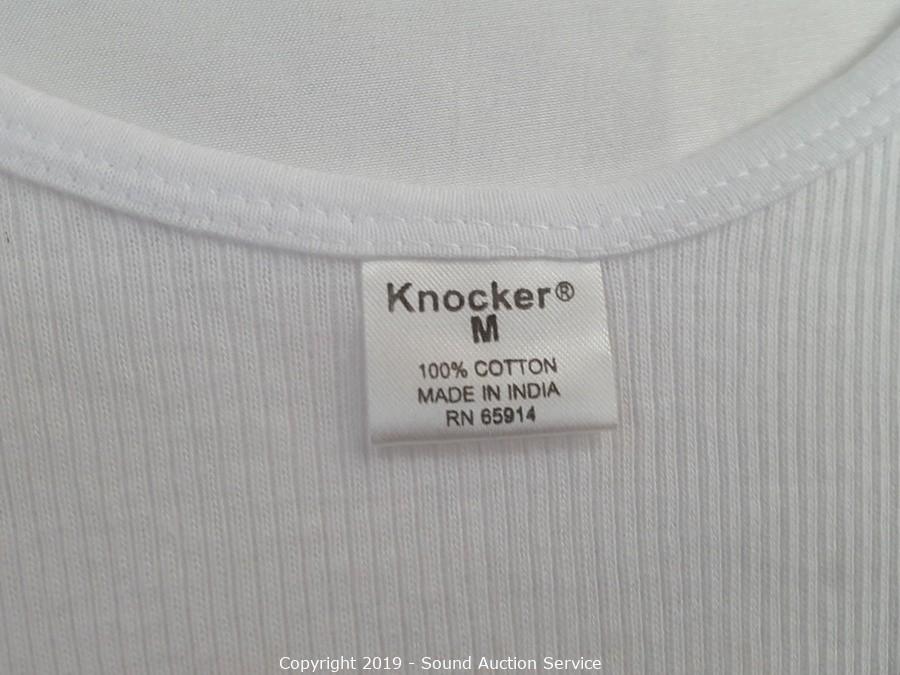 Knocker®
M
100% COTTON
MADE IN INDIA
RN 65914
Copyright 2019 - Sound Auction Service